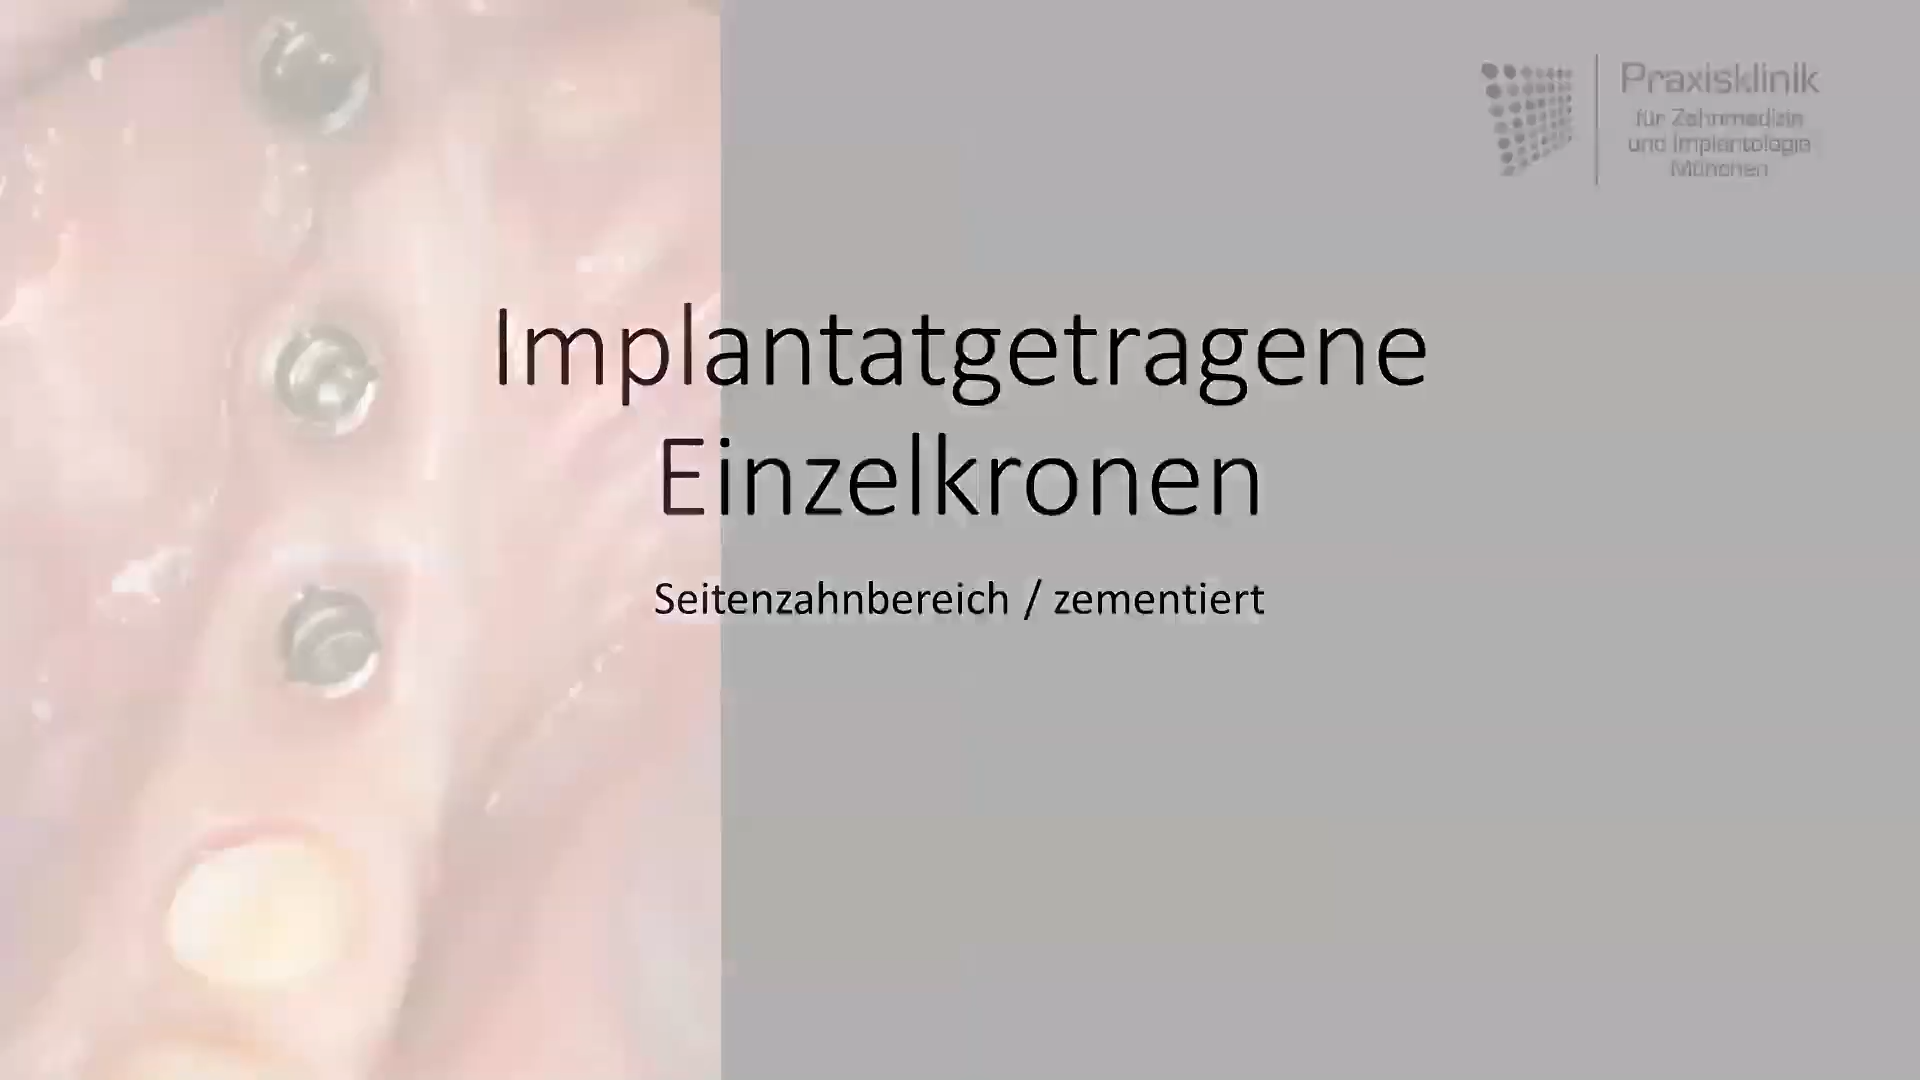 Praxisklinik
für Zahnmedizin
und Implantologie
München
Implantatgetragene
Einzelkronen
Seitenzahnbereich / zementiert